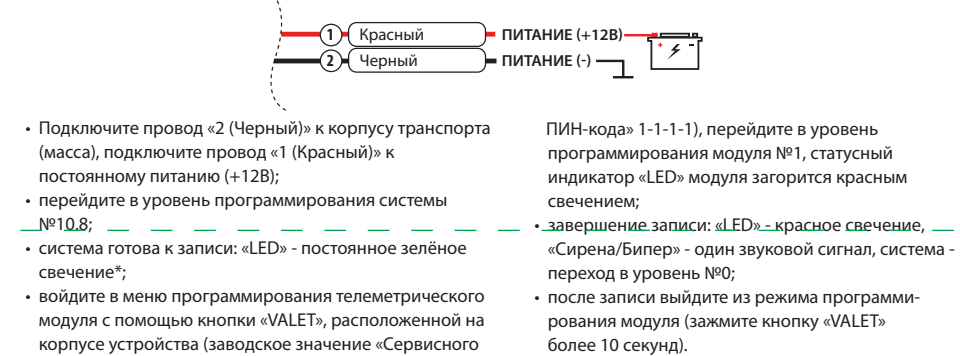 1 Красный ПИТАНИЕ (+12В)
+ -
2 Черный ПИТАНИЕ (-)
• Подключите провод «2 (Черный)» к корпусу транспорта
(масса), подключите провод «1 (Красный)» к
постоянному питанию (+12В);
• перейдите в уровень программирования системы
№10.8;
• система готова к записи: «LED» - постоянное зелёное
свечение*;
• войдите в меню программирования телеметрического
модуля с помощью кнопки «VALET», расположенной на
корпусе устройства (заводское значение «Сервисного
ПИН-кода» 1-1-1-1), перейдите в уровень
программирования модуля №1, статусный
индикатор «LED» модуля загорится красным
свечением;
• завершение записи: «LED» - красное свечение,
«Сирена/Бипер» - один звуковой сигнал, система -
переход в уровень №0;
• после записи выйдите из режима программи-
рования модуля (зажмите кнопку «VALET»
более 10 секунд).